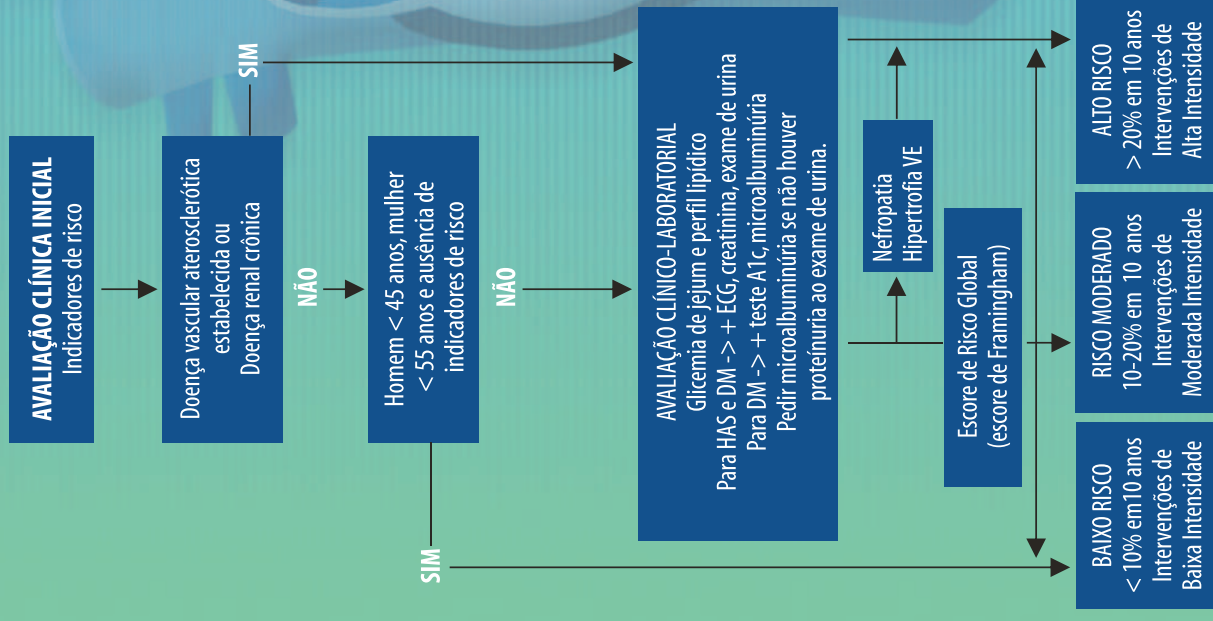 AVALIAÇÃO CLÍNICA INICIAL
Indicadores de risco
Doença vascular aterosclerótica
estabelecida ou
Doença renal crônica
SIM
NÃO
Homem < 45 anos, mulher
< 55 anos e ausência de
indicadores de risco
SIM
NÃO
AVALIAÇÃO CLÍNICO-LABORATORIAL
Glicemia de jejum e perfil lipídico
Para HAS e DM -> + ECG, creatinina, exame de urina
Para DM -> + teste A1c, microalbuminúria
Pedir microalbuminúria se não houver
proteínuria ao exame de urina.
Nefropatia
Hipertrofia VE
Escore de Risco Global
(escore de Framingham)
BAIXO RISCO
< 10% em10 anos
Intervenções de
Baixa Intensidade
RISCO MODERADO
10-20% em 10 anos
Intervenções de
Moderada Intensidade
ALTO RISCO
> 20% em 10 anos
Intervenções de
Alta Intensidade